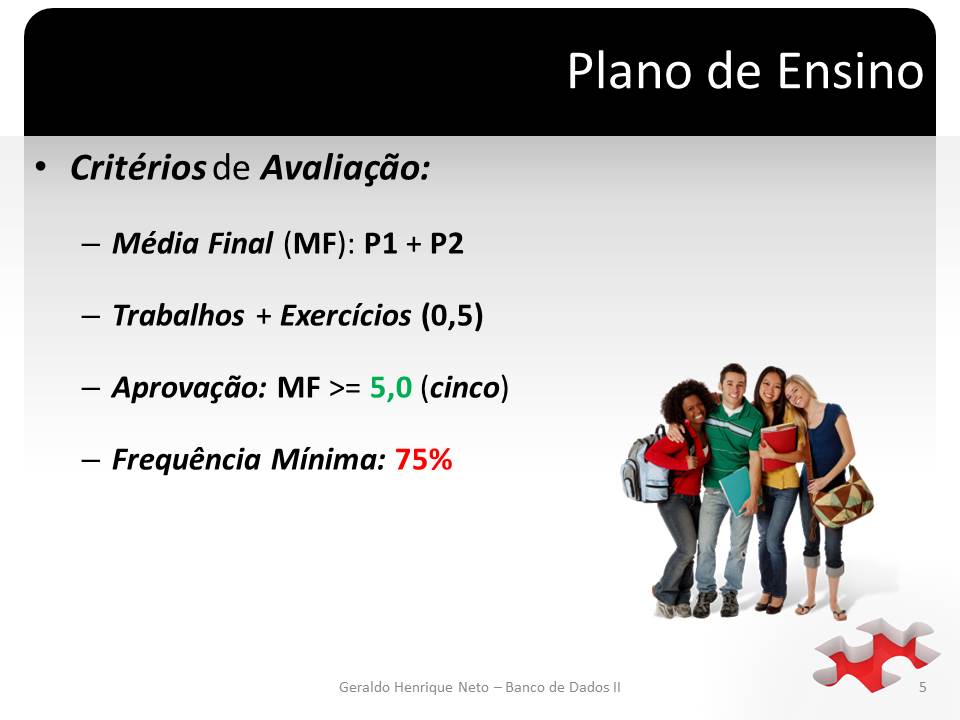 Plano de Ensino
• Critérios de Avaliação:
– Média Final (MF): P1 + P2
– Trabalhos + Exercícios (0,5)
– Aprovação: MF >= 5,0 (cinco)
– Frequência Mínima: 75%
Geraldo Henrique Neto – Banco de Dados II
5